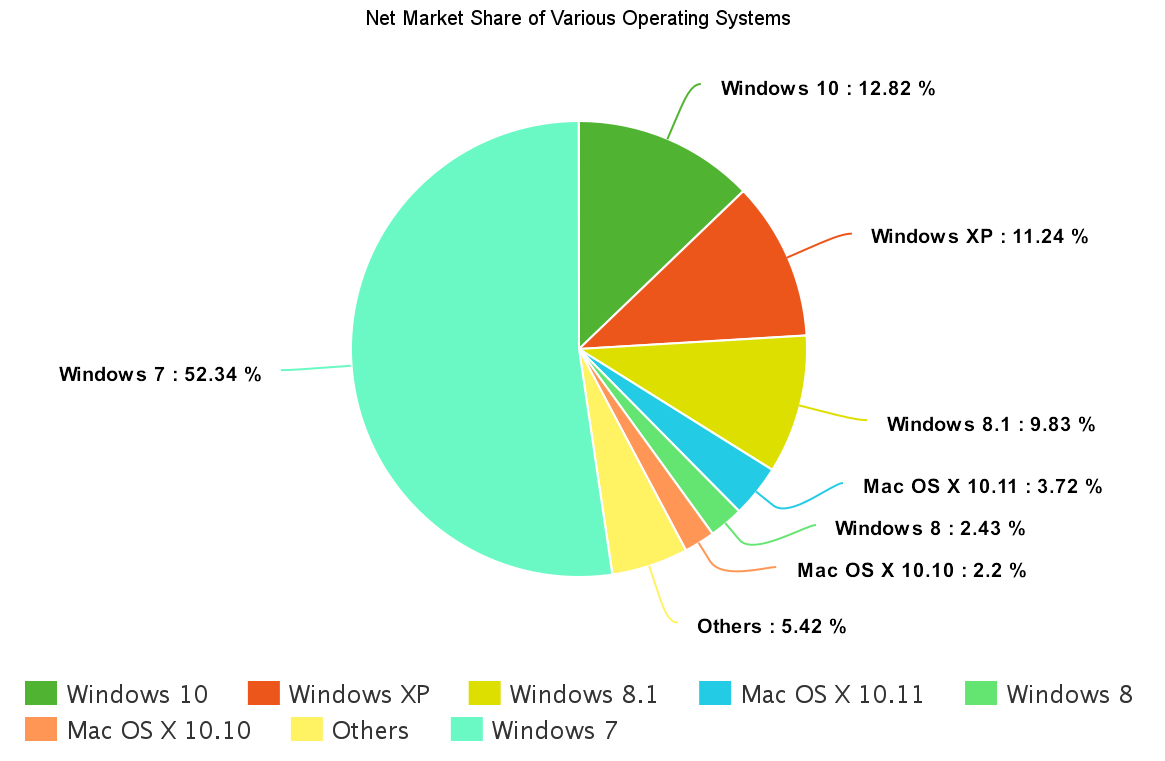 Net Market Share of Various Operating Systems
Windows 10 : 12.82 %
Windows XP : 11.24 %
Windows 7 : 52.34 %
Windows 8.1 : 9.83 %
Mac OS X 10.11 : 3.72 %
Windows 8 : 2.43 %
Mac OS X 10.10 : 2.2 %
Others : 5.42 %
Windows 10 Windows XP Windows 8.1 Mac OS X 10.11 Windows 8
Mac OS X 10.10 Others Windows 7